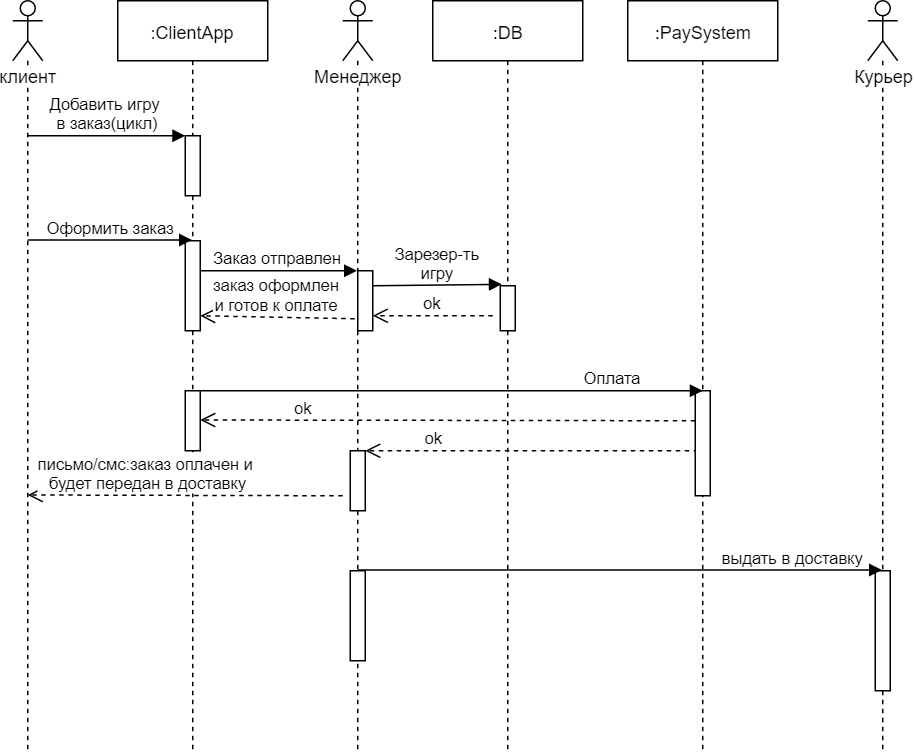 :ClientApp
:DB
:PaySystem
клиент
Менеджер
Курьер
Добавить игру
в заказ(цикл)
Оформить заказ
Заказ отправлен
Зарезер-ть
игру
заказ оформлен
и готов к оплате
ok
Оплата
ok
ok
письмо/смс:заказ оплачен и
будет передан в доставку
выдать в доставку